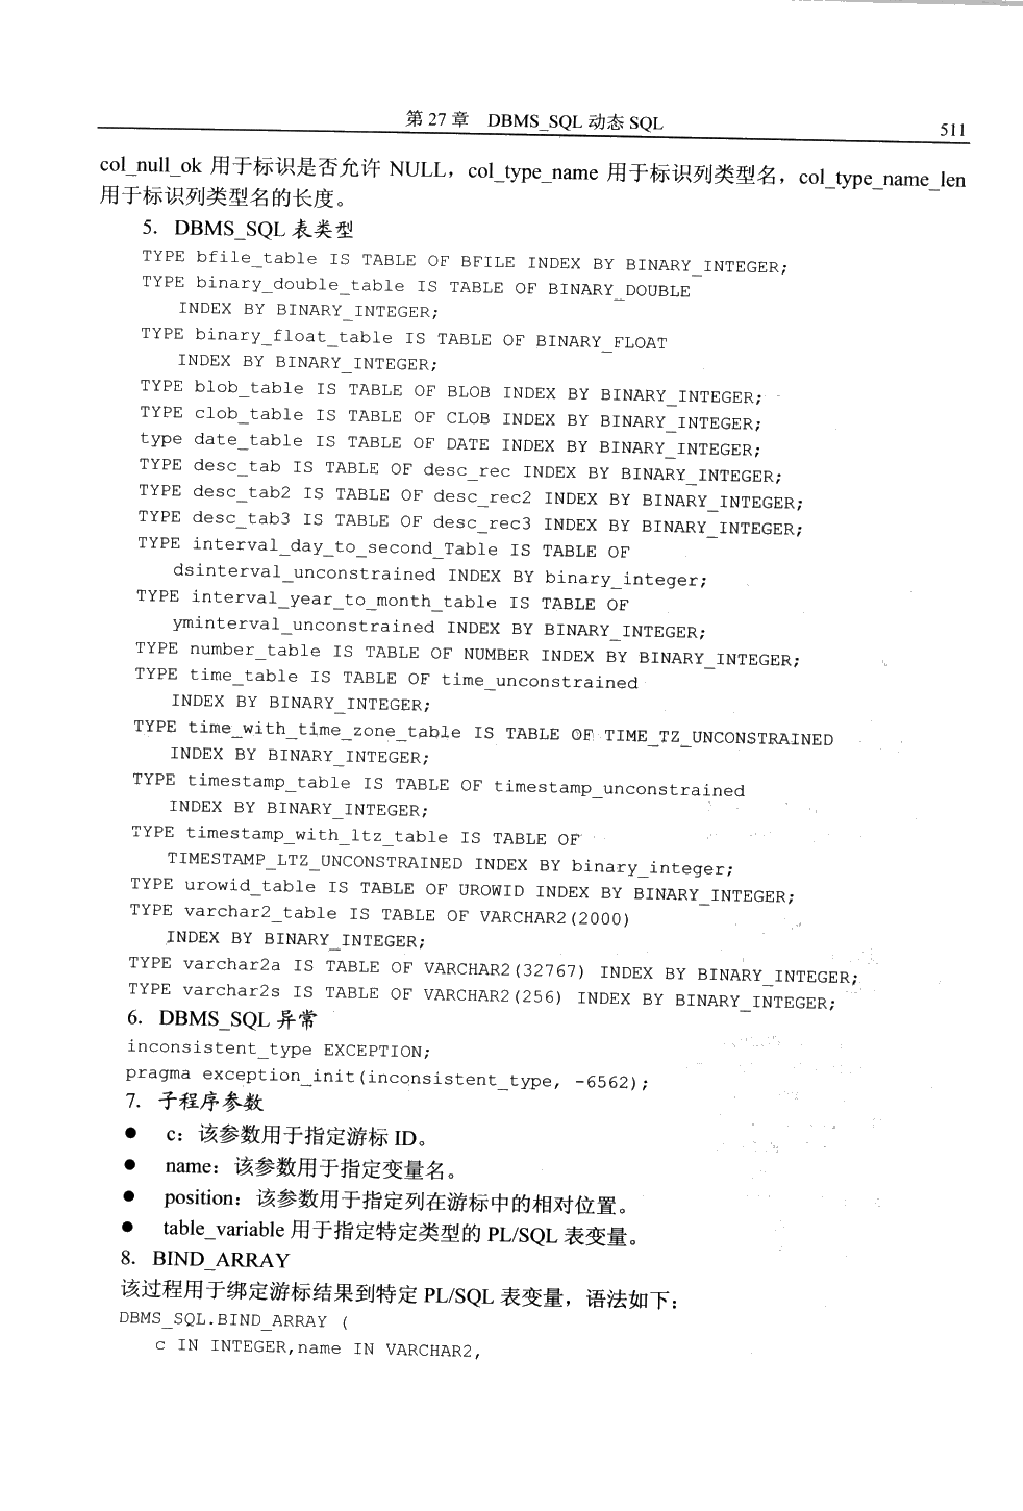 第 27 章 DBMS_SQL 动态 SQL
511
col_null_ok 用于标识是否允许 NULL，col_type_name 用于标识列类型名，col_type_name_len
用于标识列类型名的长度。
5. DBMS_SQL 表类型
TYPE bfile_table IS TABLE OF BFILE INDEX BY BINARY_INTEGER;
TYPE binary_double_table IS TABLE OF BINARY_DOUBLE
INDEX BY BINARY_INTEGER;
TYPE binary_float_table IS TABLE OF BINARY_FLOAT
INDEX BY BINARY_INTEGER;
TYPE blob_table IS TABLE OF BLOB INDEX BY BINARY_INTEGER;
TYPE clob_table IS TABLE OF CLOB INDEX BY BINARY_INTEGER;
type date_table IS TABLE OF DATE INDEX BY BINARY_INTEGER;
TYPE desc_tab IS TABLE OF desc_rec INDEX BY BINARY_INTEGER;
TYPE desc_tab2 IS TABLE OF desc_rec2 INDEX BY BINARY_INTEGER;
TYPE desc_tab3 IS TABLE OF desc_rec3 INDEX BY BINARY_INTEGER;
TYPE interval_day_to_second_Table IS TABLE OF
dsinterval_unconstrained INDEX BY binary_integer;
TYPE interval_year_to_month_table IS TABLE OF
yminterval_unconstrained INDEX BY BINARY_INTEGER;
TYPE number_table IS TABLE OF NUMBER INDEX BY BINARY_INTEGER;
TYPE time_table IS TABLE OF time_unconstrained
INDEX BY BINARY_INTEGER;
TYPE time_with_time_zone_table IS TABLE OF TIME_TZ_UNCONSTRAINED
INDEX BY BINARY_INTEGER;
TYPE timestamp_table IS TABLE OF timestamp_unconstrained
INDEX BY BINARY_INTEGER;
TYPE timestamp_with_ltz_table IS TABLE OF
TIMESTAMP_LTZ_UNCONSTRAINED INDEX BY binary_integer;
TYPE urowid_table IS TABLE OF UROWID INDEX BY BINARY_INTEGER;
TYPE varchar2_table IS TABLE OF VARCHAR2(2000)
INDEX BY BINARY_INTEGER;
TYPE varchar2a IS TABLE OF VARCHAR2(32767) INDEX BY BINARY_INTEGER;
TYPE varchar2s IS TABLE OF VARCHAR2(256) INDEX BY BINARY_INTEGER;
6. DBMS_SQL 异常
inconsistent_type EXCEPTION;
pragma exception_init(inconsistent_type, -6562);
7. 子程序参数
● c：该参数用于指定游标 ID。
● name：该参数用于指定变量名。
● position：该参数用于指定列在游标中的相对位置。
● table_variable 用于指定特定类型的 PL/SQL 表变量。
8. BIND_ARRAY
该过程用于绑定游标结果到特定 PL/SQL 表变量，语法如下：
DBMS_SQL.BIND_ARRAY (
c IN INTEGER,name IN VARCHAR2,